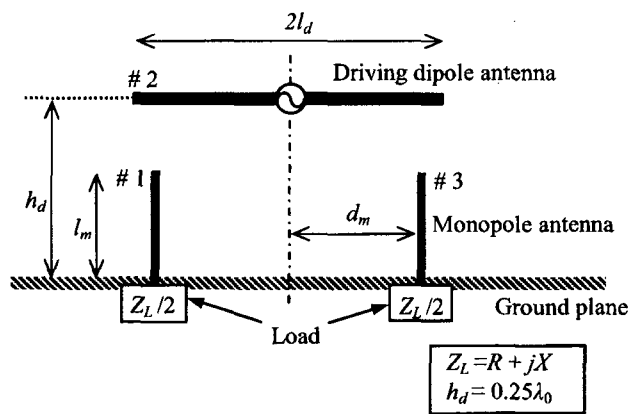 2l_d
Driving dipole antenna
# 2
# 1
# 3
h_d
l_m
d_m
Monopole antenna
Z_L /2
Z_L /2
Ground plane
Load
Z_L =R + jX
h_d = 0.25λ_0